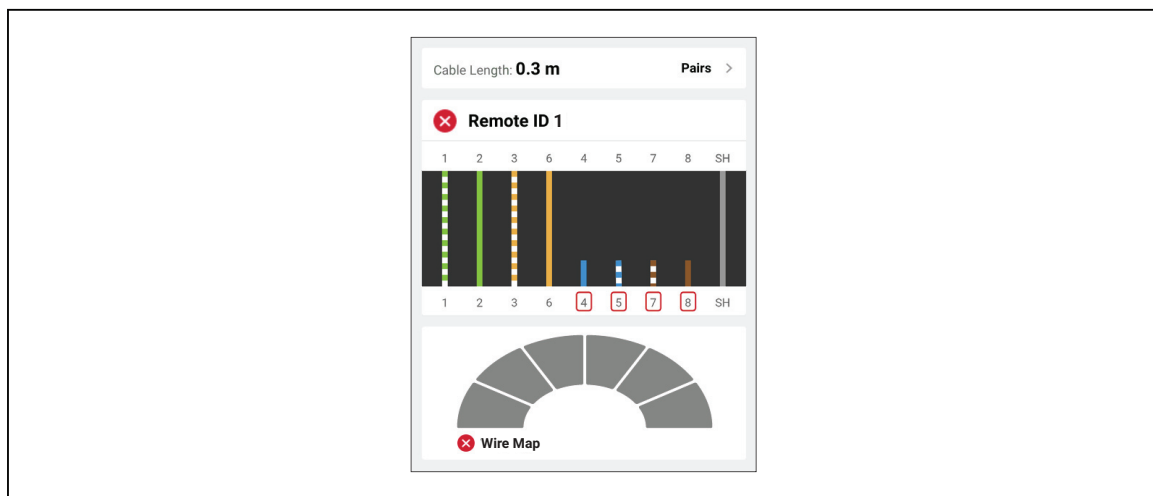 Cable Length: 0.3 m Pairs >
Remote ID 1
1 2 3 6 4 5 7 8 SH
1 2 3 6 4 5 7 8 SH
Wire Map